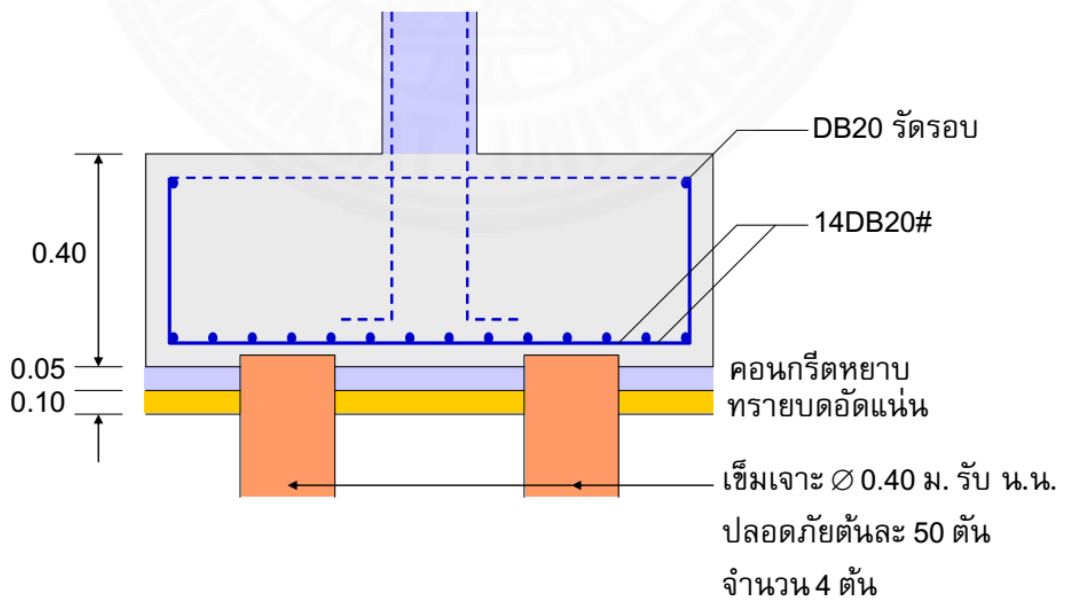 THAMMASAT UNIVERSITY
DB20 รัดรอบ
14DB20#
0.40
0.05
0.10
คอนกรีตหยาบ
ทรายบดอัดแน่น
เข็มเจาะ ∅ 0.40 ม. รับ น.น.
ปลอดภัยต้นละ 50 ตัน
จำนวน 4 ต้น